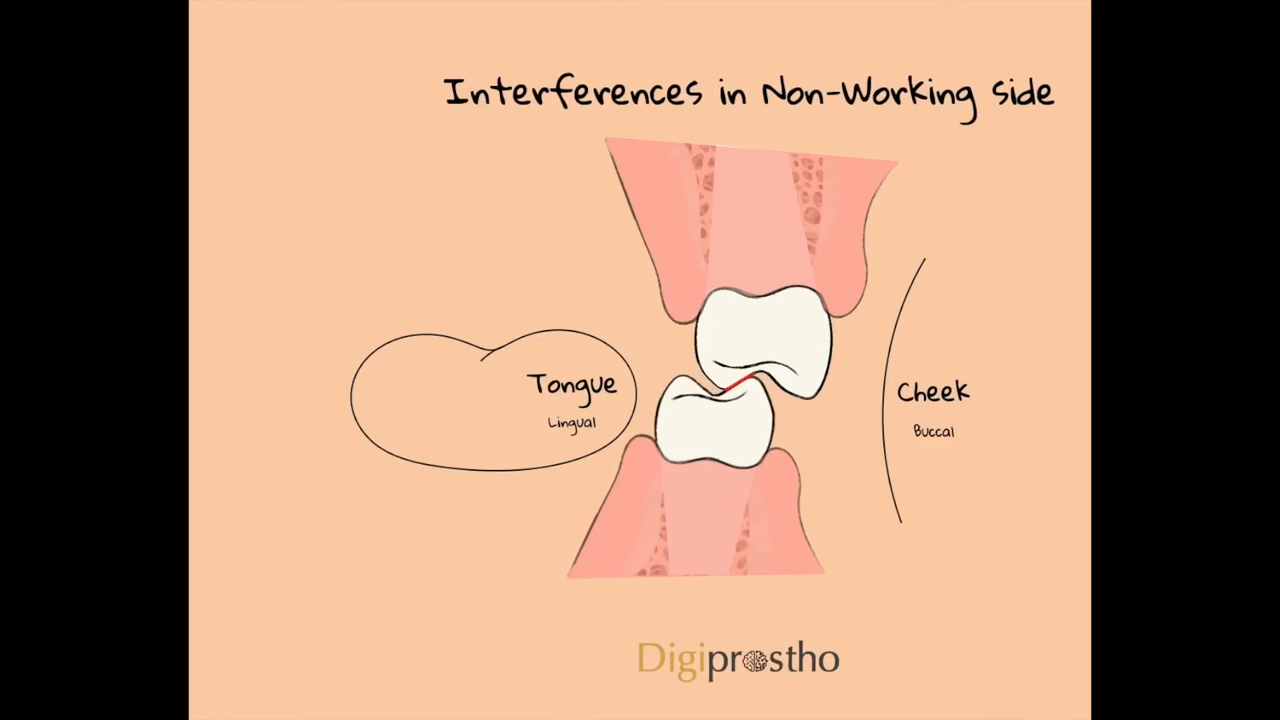 Interferences in Non-Working side
Tongue
Lingual
Cheek
Buccal
Digiprostho